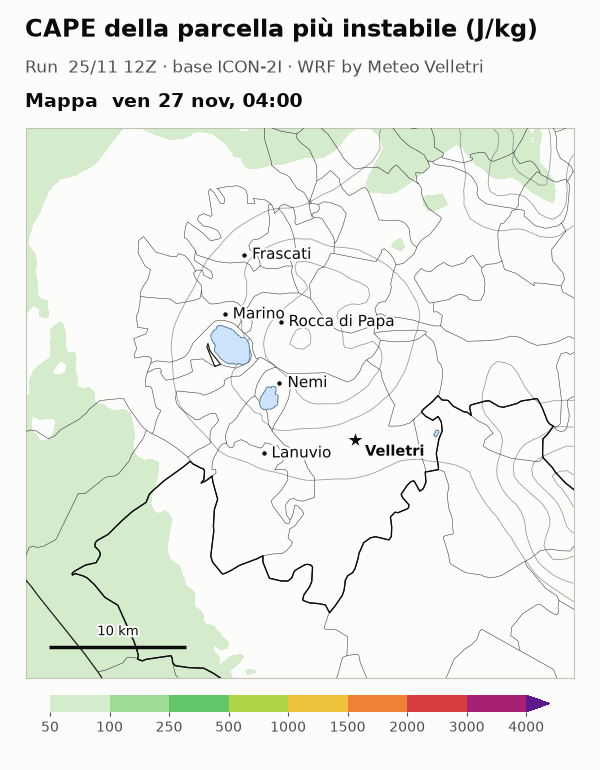 CAPE della parcella più instabile (J/kg)
Run 25/11 12Z · base ICON-2I · WRF by Meteo Velletri
Mappa ven 27 nov, 04:00
Frascati
Marino
Rocca di Papa
Nemi
Velletri
Lanuvio
10 km
50 100 250 500 1000 1500 2000 3000 4000